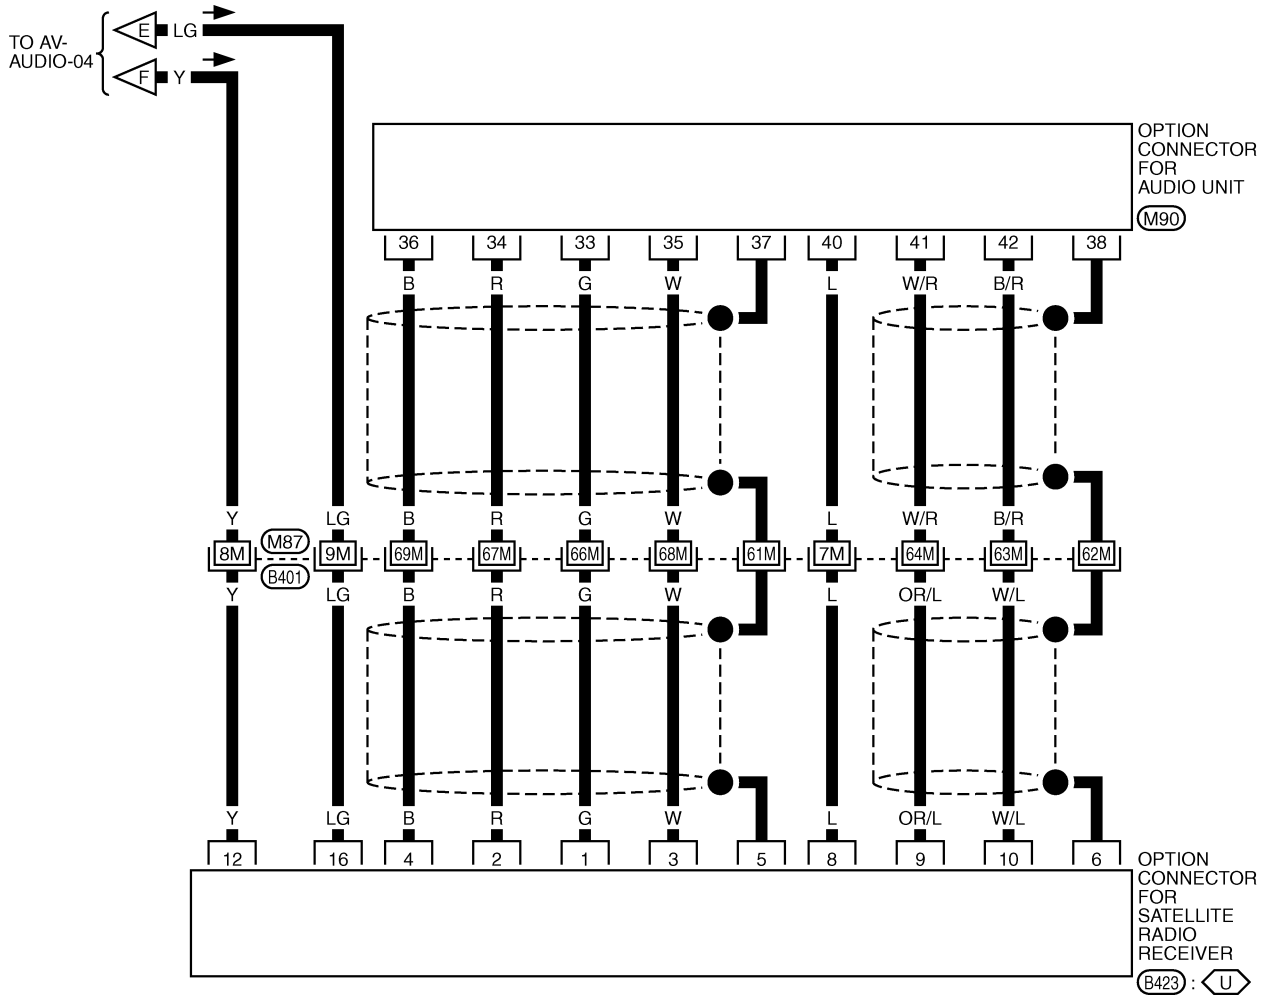 E LG
TO AV-
AUDIO-04
F Y
OPTION
CONNECTOR
FOR
AUDIO UNIT
M90
36 34 33 35 37 40 41 42 38
B R G W L W/R B/R
Y LG B R G W L W/R B/R
M87
8M 9M 69M 67M 66M 68M 61M 7M 64M 63M 62M
B401
Y LG B R G W L OR/L W/L
Y LG B R G W L OR/L W/L
12 16 4 2 1 3 5 8 9 10 6
OPTION
CONNECTOR
FOR
SATELLITE
RADIO
RECEIVER
B423 : U